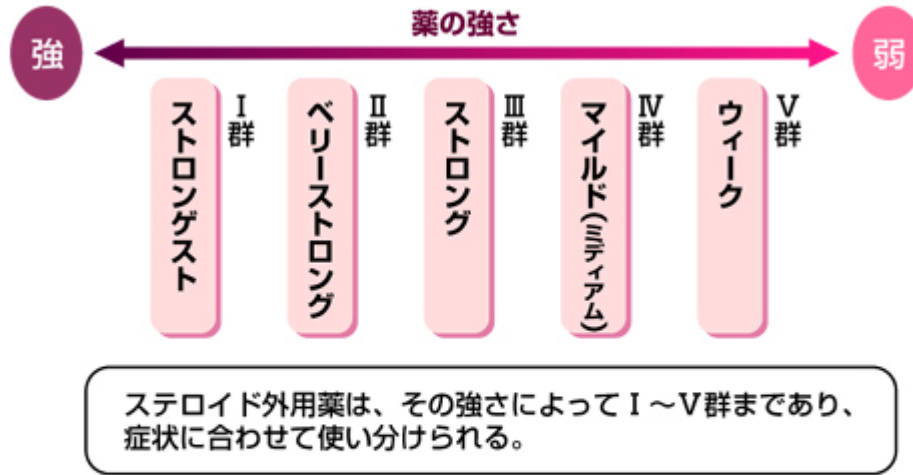 薬の強さ
強
弱
ストロンゲスト
Ⅰ群
ベリーストロング
Ⅱ群
ストロング
Ⅲ群
マイルド(ミディアム)
Ⅳ群
ウィーク
Ⅴ群
ステロイド外用薬は、その強さによってⅠ～Ⅴ群まであり、
症状に合わせて使い分けられる。